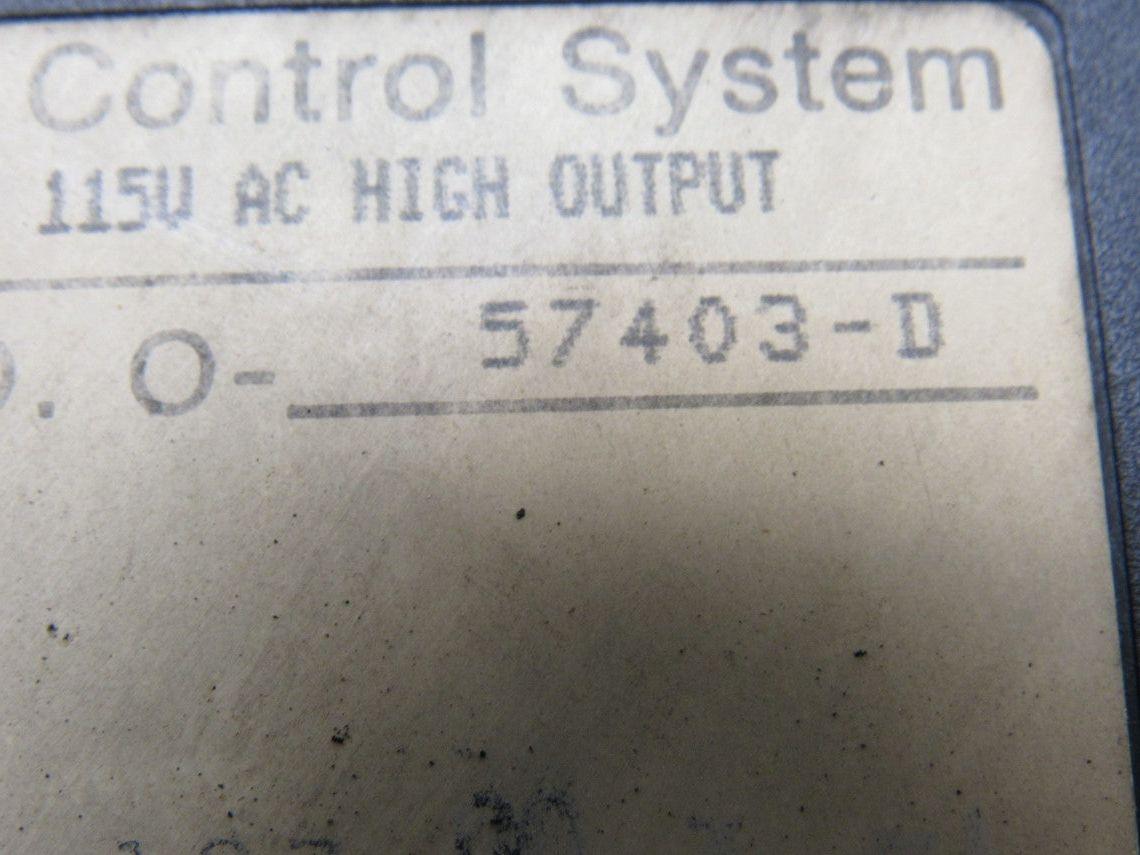 Control System
115V AC HIGH OUTPUT
. O- 57403-D